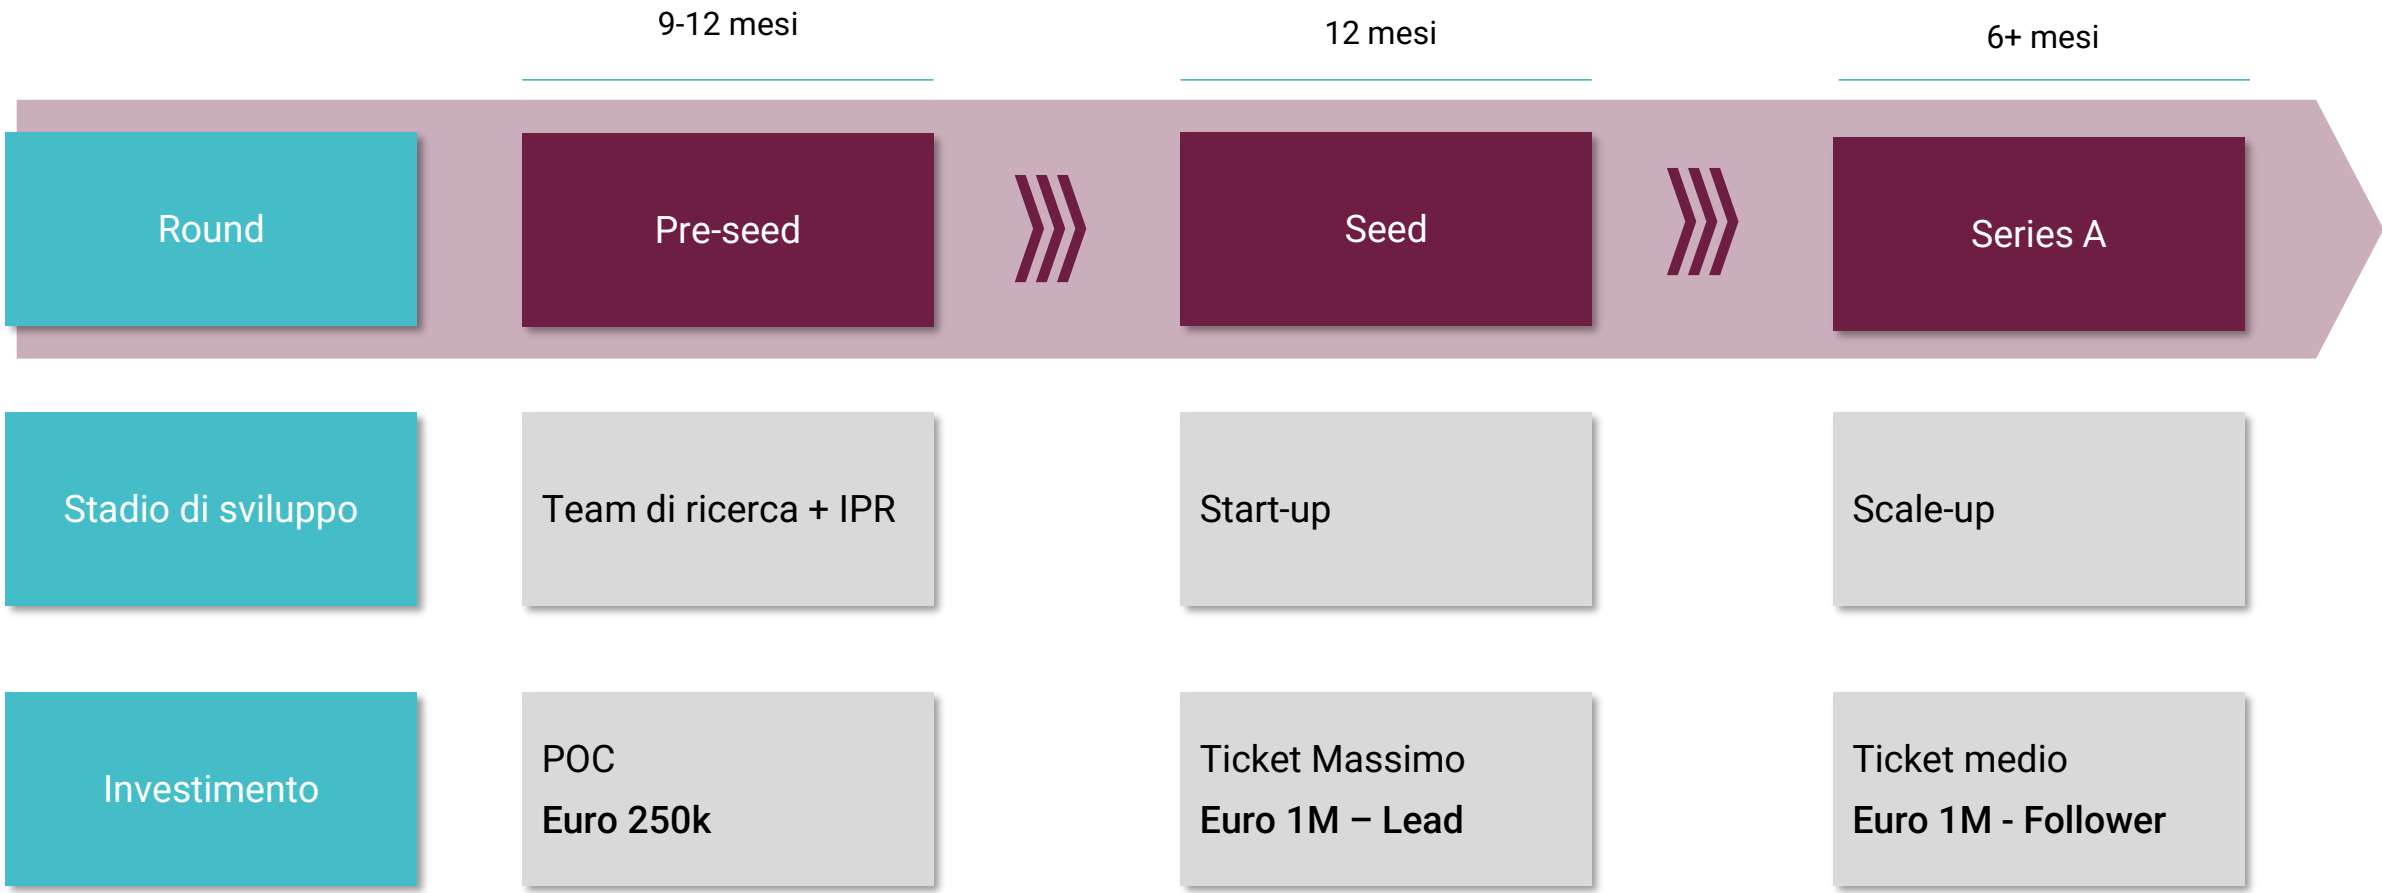 9-12 mesi
12 mesi
6+ mesi
Round
Pre-seed
Seed
Series A
Stadio di sviluppo
Team di ricerca + IPR
Start-up
Scale-up
Investimento
POC
Euro 250k
Ticket Massimo
Euro 1M – Lead
Ticket medio
Euro 1M - Follower